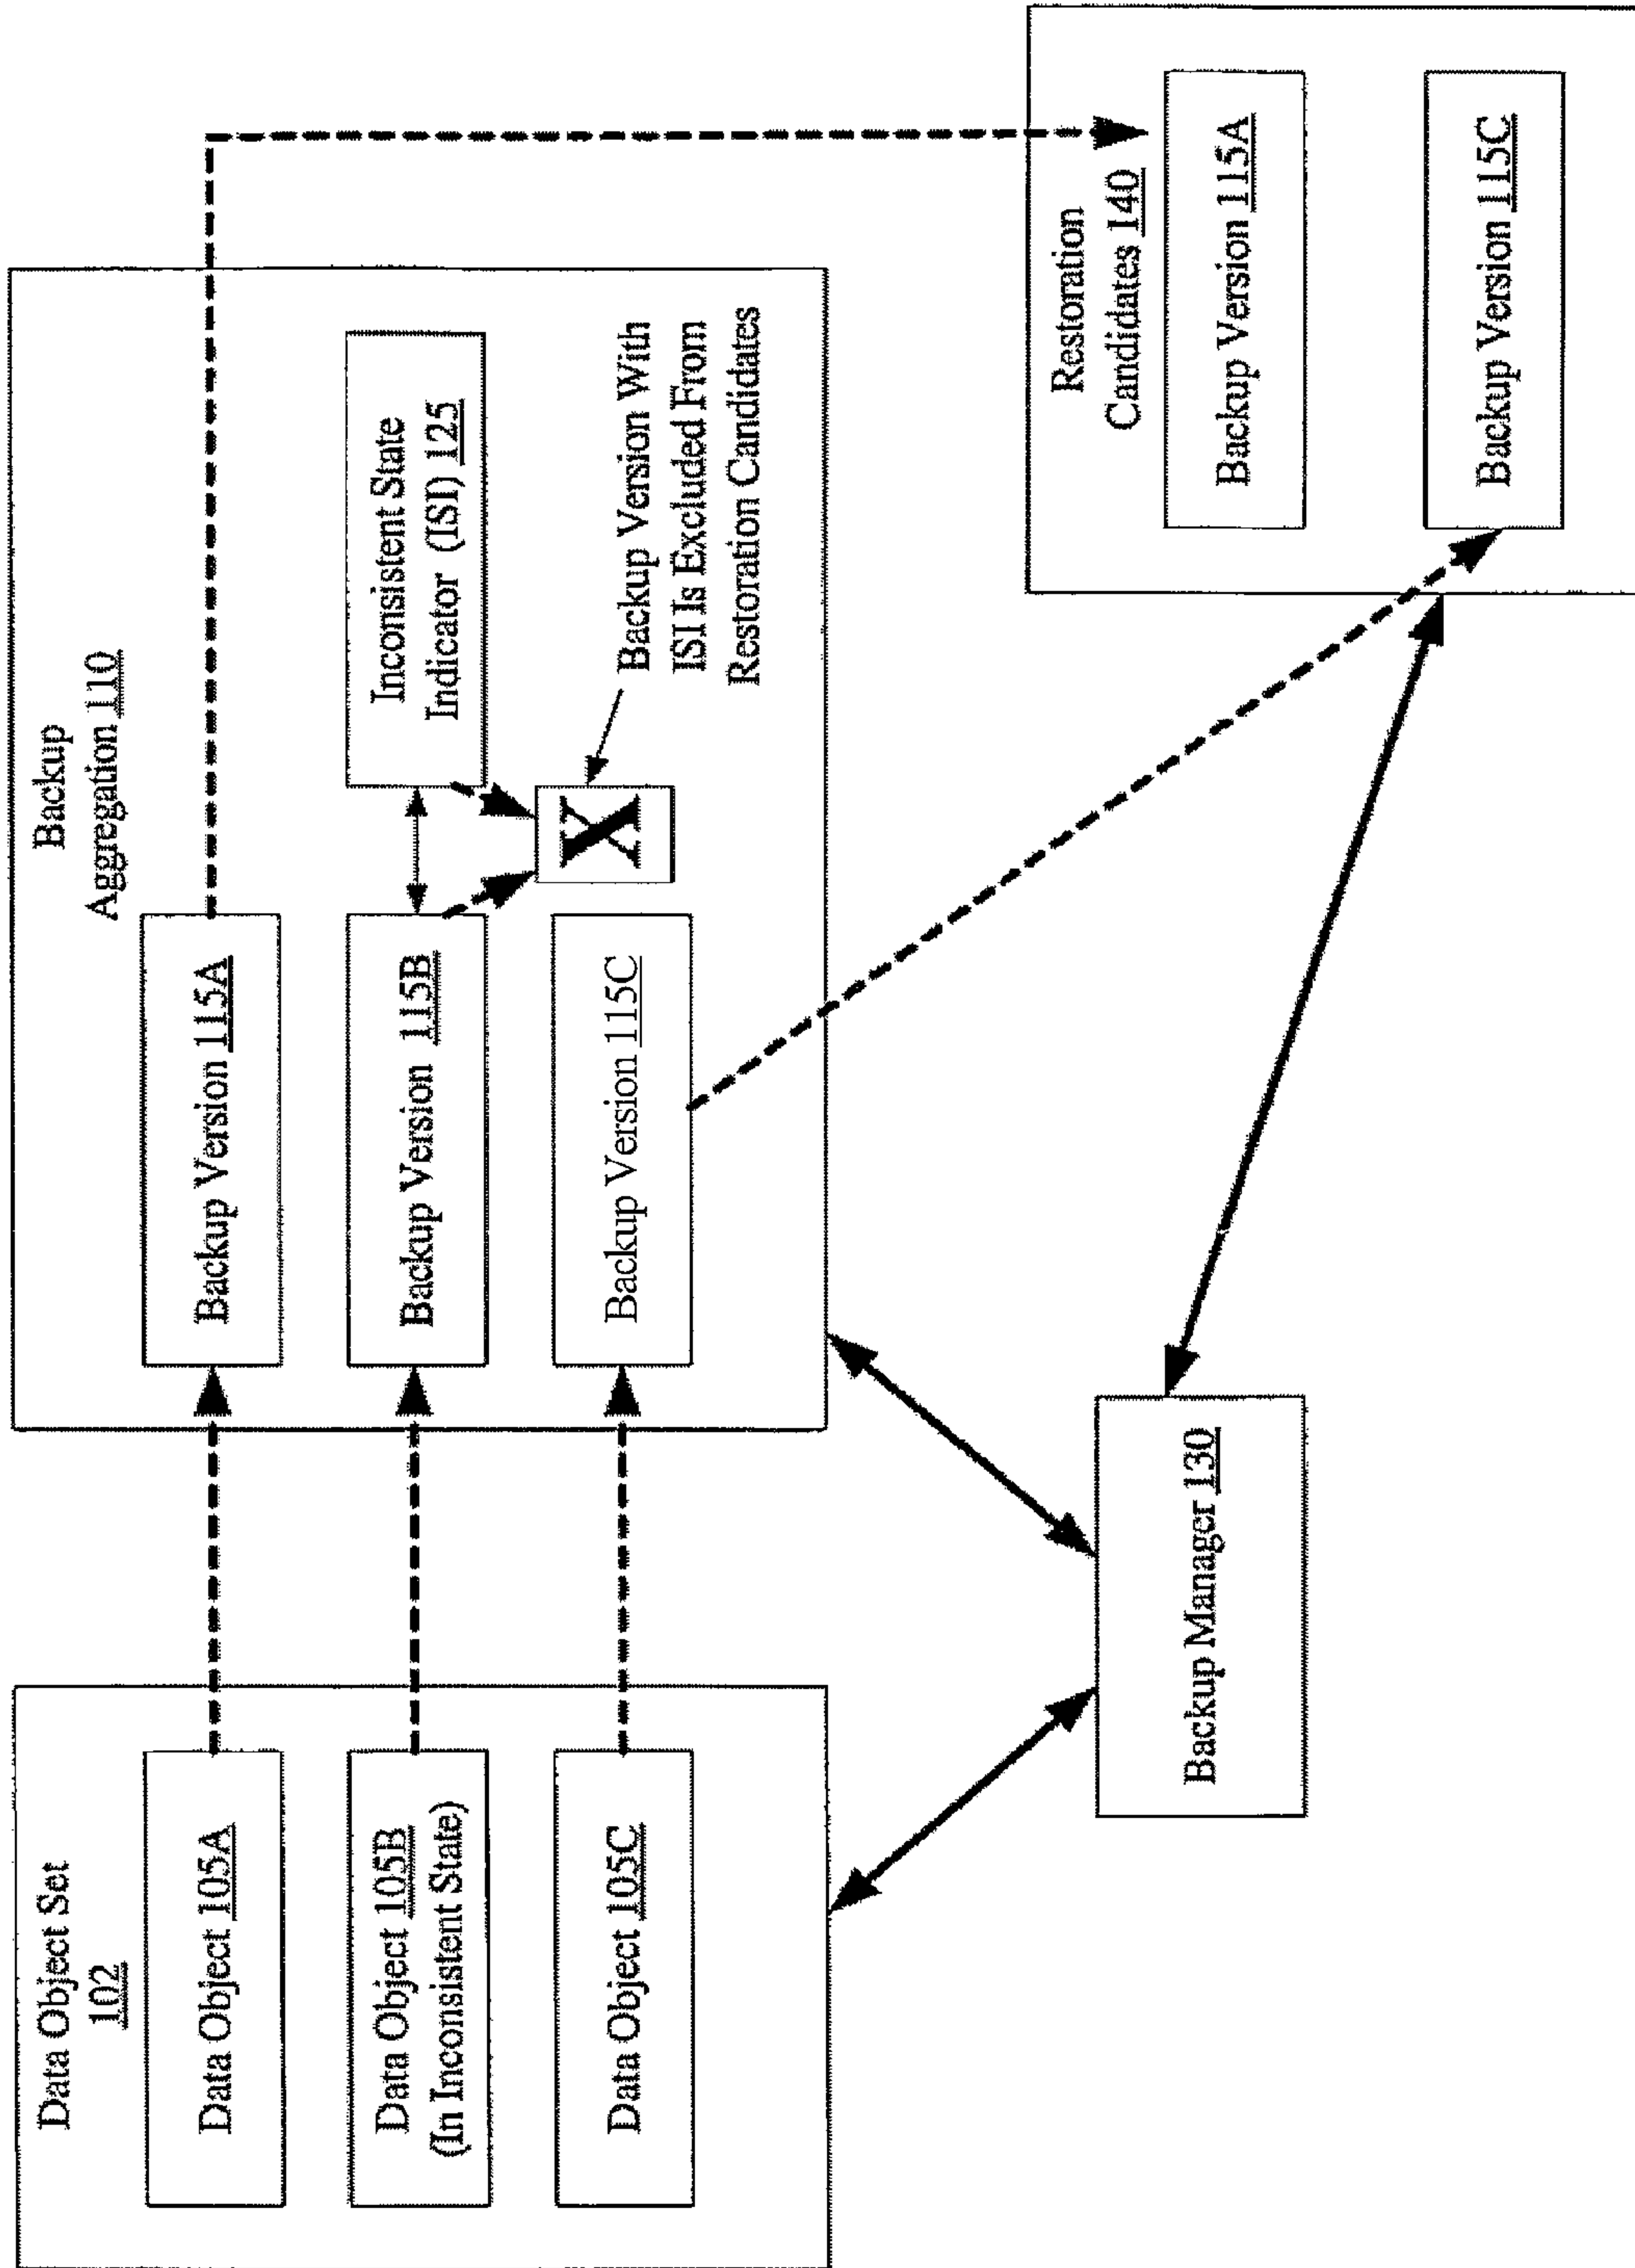 Data Object Set
102
Data Object 105A
Data Object 105B
(In Inconsistent State)
Data Object 105C
Backup
Aggregation 110
Backup Version 115A
Backup Version 115B
Inconsistent State
Indicator (ISI) 125
X
Backup Version With
ISI Is Excluded From
Restoration Candidates
Backup Version 115C
Backup Manager 130
Restoration
Candidates 140
Backup Version 115A
Backup Version 115C